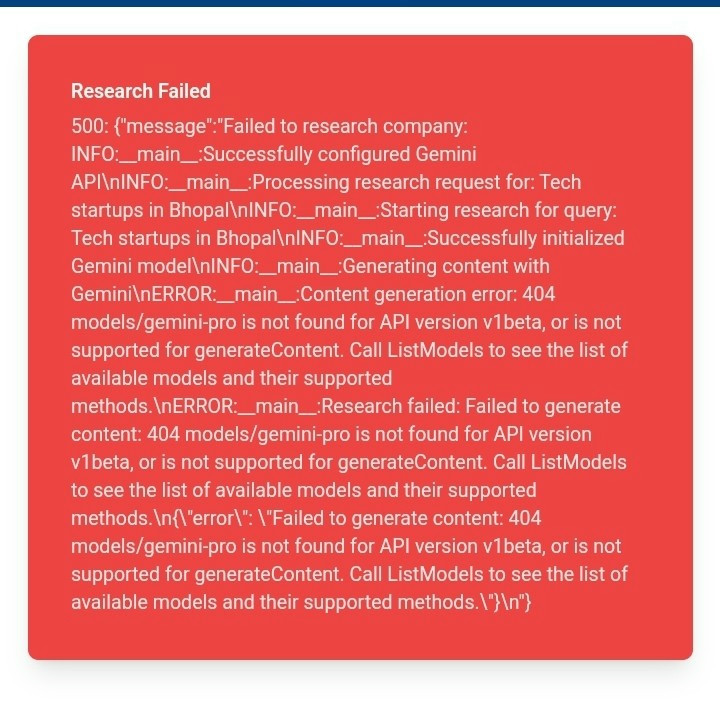 Research Failed
500: {"message":"Failed to research company:
INFO:__main__:Successfully configured Gemini
API\nINFO:__main__:Processing research request for: Tech
startups in Bhopal\nINFO:__main__:Starting research for query:
Tech startups in Bhopal\nINFO:__main__:Successfully initialized
Gemini model\nINFO:__main__:Generating content with
Gemini\nERROR:__main__:Content generation error: 404
models/gemini-pro is not found for API version v1beta, or is not
supported for generateContent. Call ListModels to see the list of
available models and their supported
methods.\nERROR:__main__:Research failed: Failed to generate
content: 404 models/gemini-pro is not found for API version
v1beta, or is not supported for generateContent. Call ListModels
to see the list of available models and their supported
methods.\n{\"error\": \"Failed to generate content: 404
models/gemini-pro is not found for API version v1beta, or is not
supported for generateContent. Call ListModels to see the list of
available models and their supported methods.\"}\n"}